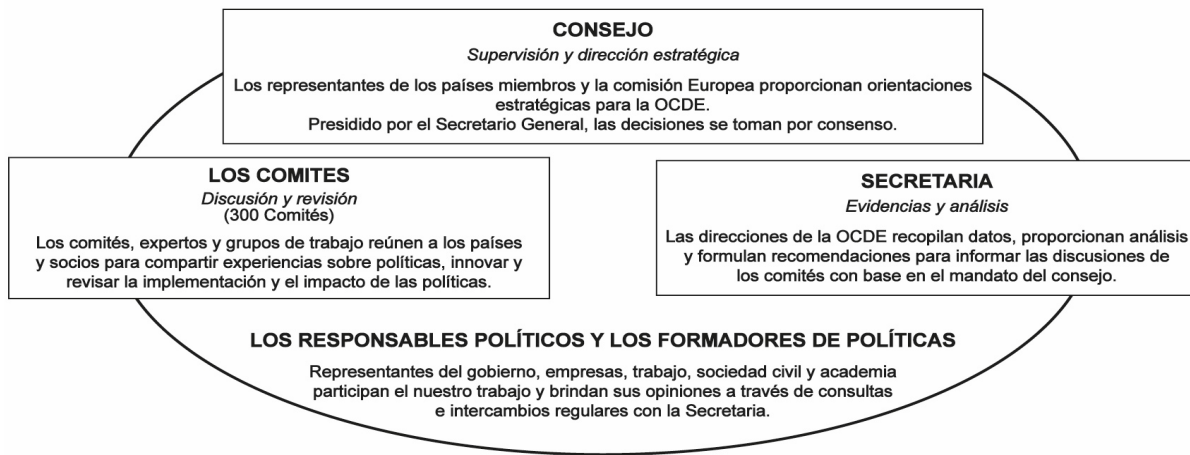 CONSEJO
Supervisión y dirección estratégica
Los representantes de los países miembros y la comisión Europea proporcionan orientaciones
estratégicas para la OCDE.
Presidido por el Secretario General, las decisiones se toman por consenso.
LOS COMITES
Discusión y revisión
(300 Comités)
Los comités, expertos y grupos de trabajo reúnen a los países
y socios para compartir experiencias sobre políticas, innovar y
revisar la implementación y el impacto de las políticas.
SECRETARIA
Evidencias y análisis
Las direcciones de la OCDE recopilan datos, proporcionan análisis
y formulan recomendaciones para informar las discusiones de
los comités con base en el mandato del consejo.
LOS RESPONSABLES POLÍTICOS Y LOS FORMADORES DE POLÍTICAS
Representantes del gobierno, empresas, trabajo, sociedad civil y academia
participan el nuestro trabajo y brindan sus opiniones a través de consultas
e intercambios regulares con la Secretaria.